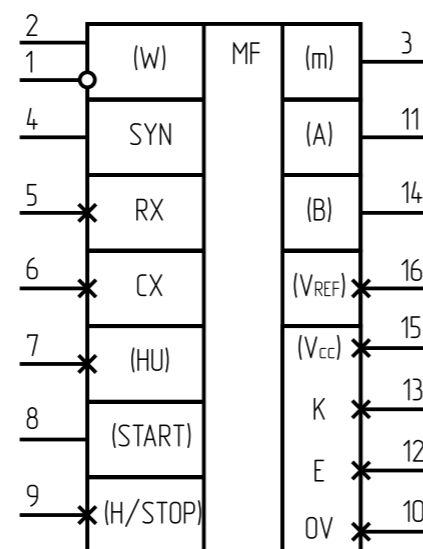 2
1
(W)
MF
(m)
3
4
SYN
(A)
11
5
RX
(B)
14
6
CX
(VREF)
16
(Vcc)
15
7
(HU)
K
13
8
(START)
E
12
9
(H/STOP)
0V
10